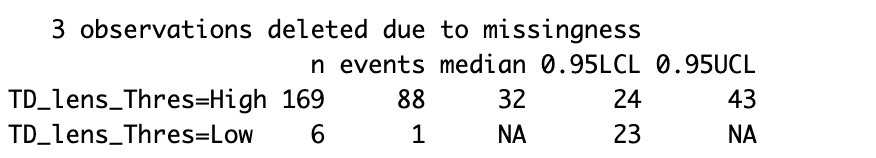 3 observations deleted due to missingness
n events median 0.95LCL 0.95UCL
TD_lens_Thres=High 169 88 32 24 43
TD_lens_Thres=Low 6 1 NA 23 NA